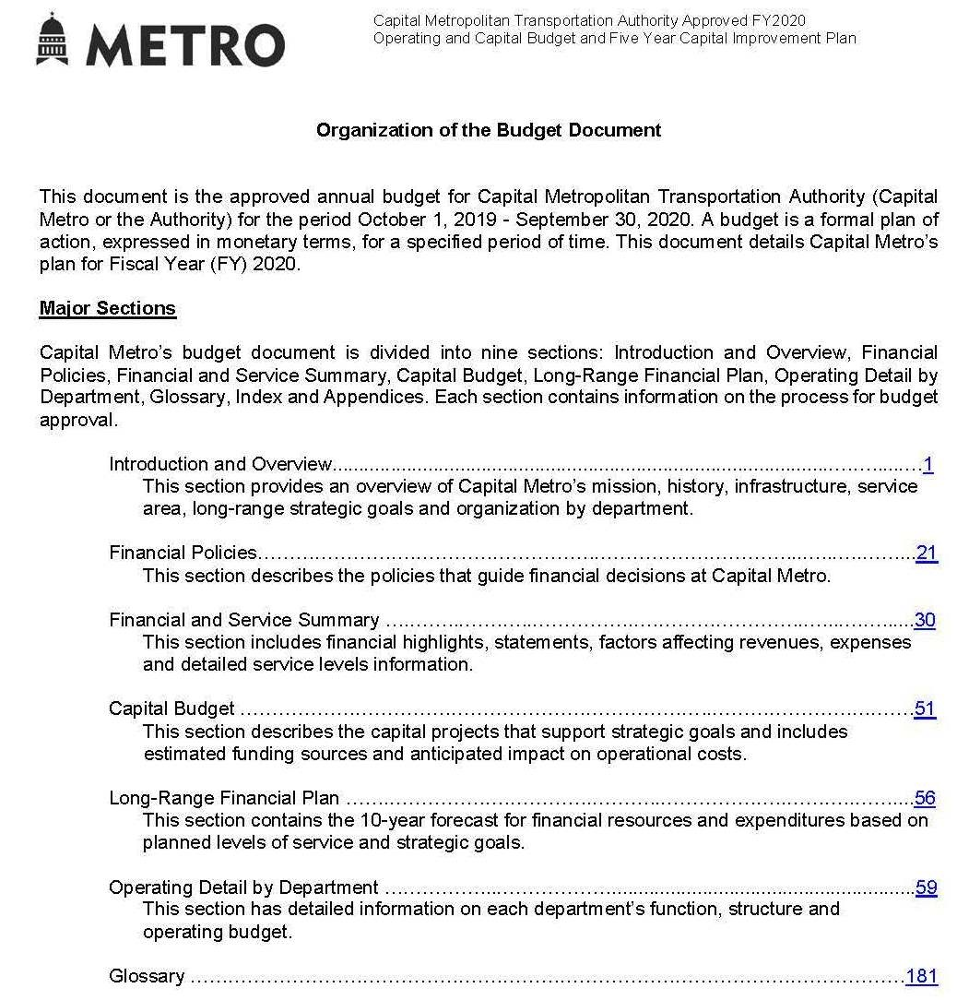 METRO
Capital Metropolitan Transportation Authority Approved FY2020
Operating and Capital Budget and Five Year Capital Improvement Plan
Organization of the Budget Document
This document is the approved annual budget for Capital Metropolitan Transportation Authority (Capital
Metro or the Authority) for the period October 1, 2019 - September 30, 2020. A budget is a formal plan of
action, expressed in monetary terms, for a specified period of time. This document details Capital Metro’s
plan for Fiscal Year (FY) 2020.
Major Sections
Capital Metro’s budget document is divided into nine sections: Introduction and Overview, Financial
Policies, Financial and Service Summary, Capital Budget, Long-Range Financial Plan, Operating Detail by
Department, Glossary, Index and Appendices. Each section contains information on the process for budget
approval.
Introduction and Overview.....................................................................................................................1
This section provides an overview of Capital Metro’s mission, history, infrastructure, service
area, long-range strategic goals and organization by department.
Financial Policies.....................................................................................................................21
This section describes the policies that guide financial decisions at Capital Metro.
Financial and Service Summary .....................................................................................................30
This section includes financial highlights, statements, factors affecting revenues, expenses
and detailed service levels information.
Capital Budget .....................................................................................................................51
This section describes the capital projects that support strategic goals and includes
estimated funding sources and anticipated impact on operational costs.
Long-Range Financial Plan .....................................................................................................56
This section contains the 10-year forecast for financial resources and expenditures based on
planned levels of service and strategic goals.
Operating Detail by Department .....................................................................................................59
This section has detailed information on each department’s function, structure and
operating budget.
Glossary .....................................................................................................................181